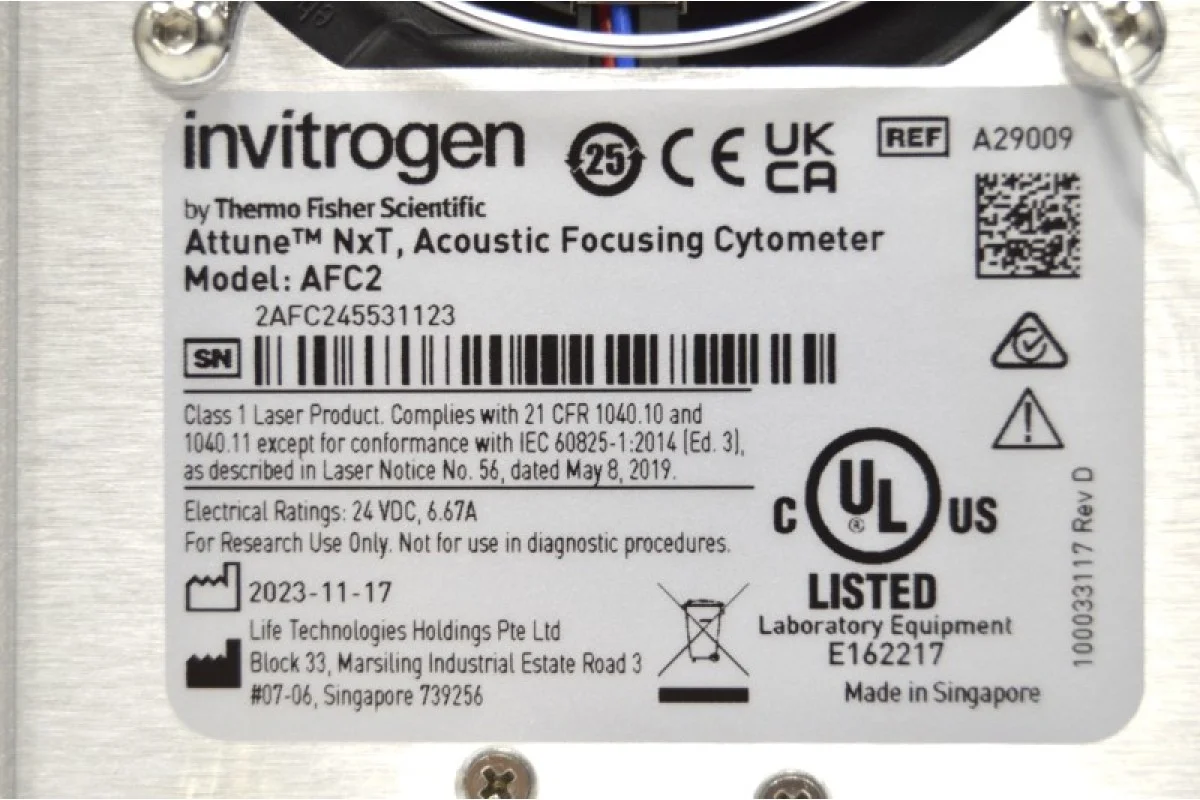 invitrogen
25 CE UK
CA
REF A29009
by Thermo Fisher Scientific
Attune™ NxT, Acoustic Focusing Cytometer
Model: AFC2
2AFC245531123
SN
Class 1 Laser Product. Complies with 21 CFR 1040.10 and
1040.11 except for conformance with IEC 60825-1:2014 (Ed. 3),
as described in Laser Notice No. 56, dated May 8, 2019.
Electrical Ratings: 24 VDC, 6.67A
For Research Use Only. Not for use in diagnostic procedures.
2023-11-17
Life Technologies Holdings Pte Ltd
Block 33, Marsiling Industrial Estate Road 3
#07-06, Singapore 739256
C UL ® US
LISTED
Laboratory Equipment
E162217
Made in Singapore
100033117 Rev D